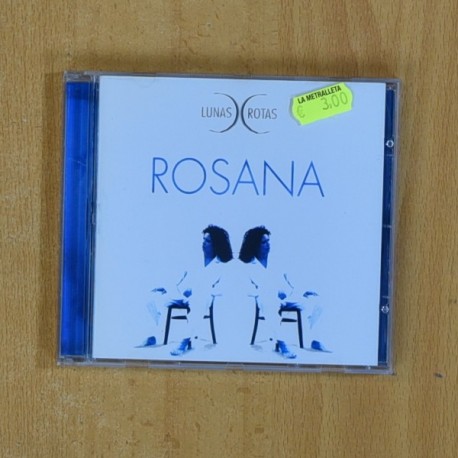 LUNAS ROTAS
LA METRALLETA
€ 3,00
ROSANA